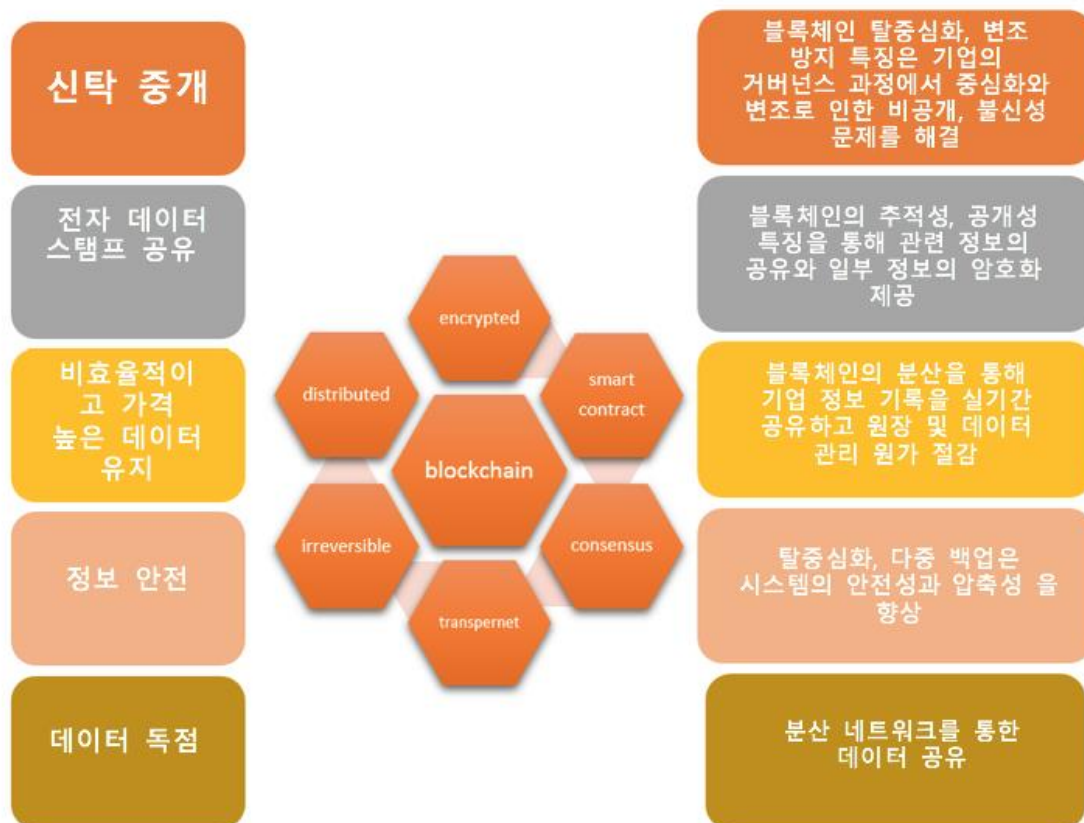 신탁 중개
전자 데이터
스탬프 공유
비효율적이
고 가격
높은 데이터
유지
정보 안전
데이터 독점
encrypted
distributed
smart
contract
blockchain
irreversible
consensus
transpernet
블록체인 탈중심화, 변조
방지 특징은 기업의
거버넌스 과정에서 중심화와
변조로 인한 비공개, 불신성
문제를 해결
블록체인의 추적성, 공개성
특징을 통해 관련 정보의
공유와 일부 정보의 암호화
제공
블록체인의 분산을 통해
기업 정보 기록을 실기간
공유하고 원장 및 데이터
관리 원가 절감
탈중심화, 다중 백업은
시스템의 안전성과 압축성 을
향상
분산 네트워크를 통한
데이터 공유